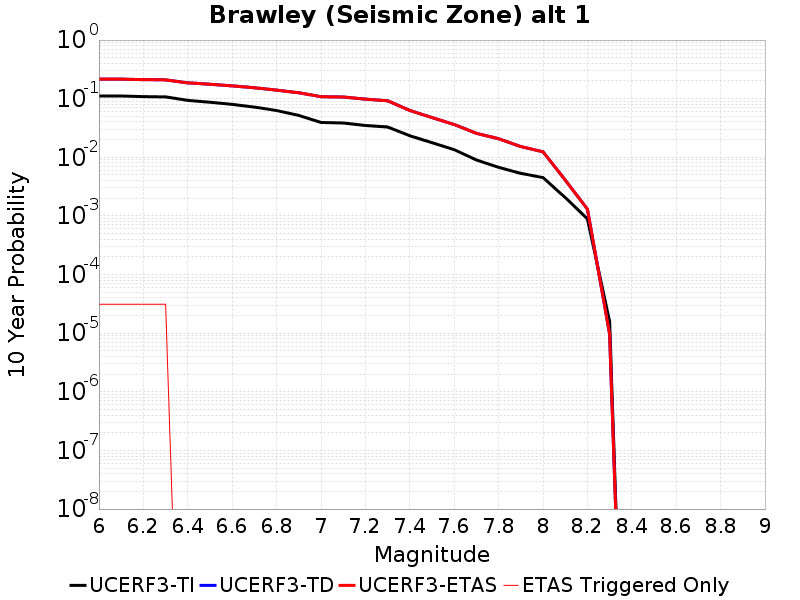 Brawley (Seismic Zone) alt 1
10^0
10^-1
10^-2
10^-3
10^-4
10^-5
10^-6
10^-7
10^-8
10 Year Probability
6 6.2 6.4 6.6 6.8 7 7.2 7.4 7.6 7.8 8 8.2 8.4 8.6 8.8 9
Magnitude
UCERF3-TI UCERF3-TD UCERF3-ETAS ETAS Triggered Only